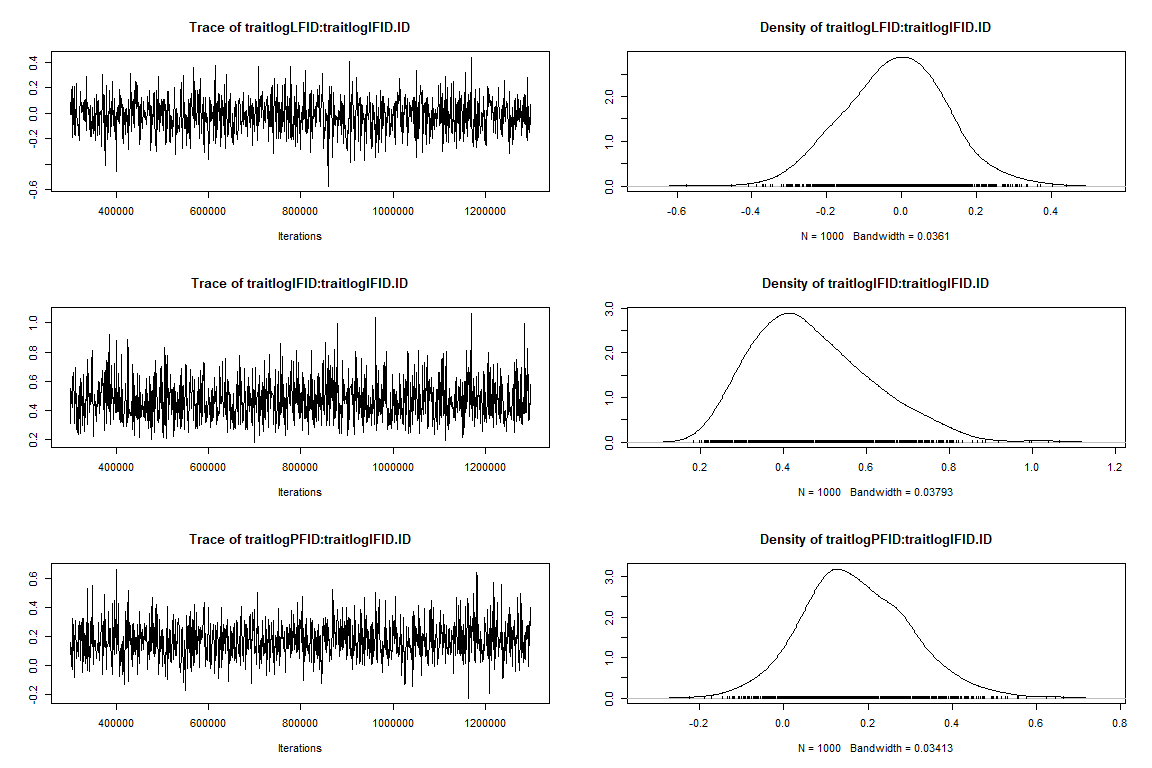 Trace of traitlogLFID:traitlogIFID.ID
Density of traitlogLFID:traitlogIFID.ID
0.4
0.2
0.0
-0.2
-0.6
400000 600000 800000 1000000 1200000
Iterations
2.0
1.0
0.0
-0.6 -0.4 -0.2 0.0 0.2 0.4
N = 1000 Bandwidth = 0.0361
Trace of traitlogIFID:traitlogIFID.ID
Density of traitlogIFID:traitlogIFID.ID
1.0
0.8
0.6
0.4
0.2
400000 600000 800000 1000000 1200000
Iterations
3.0
2.0
1.0
0.0
0.2 0.4 0.6 0.8 1.0 1.2
N = 1000 Bandwidth = 0.03793
Trace of traitlogPFID:traitlogIFID.ID
Density of traitlogPFID:traitlogIFID.ID
0.6
0.4
0.2
0.0
-0.2
400000 600000 800000 1000000 1200000
Iterations
3.0
2.0
1.0
0.0
-0.2 0.0 0.2 0.4 0.6 0.8
N = 1000 Bandwidth = 0.03413